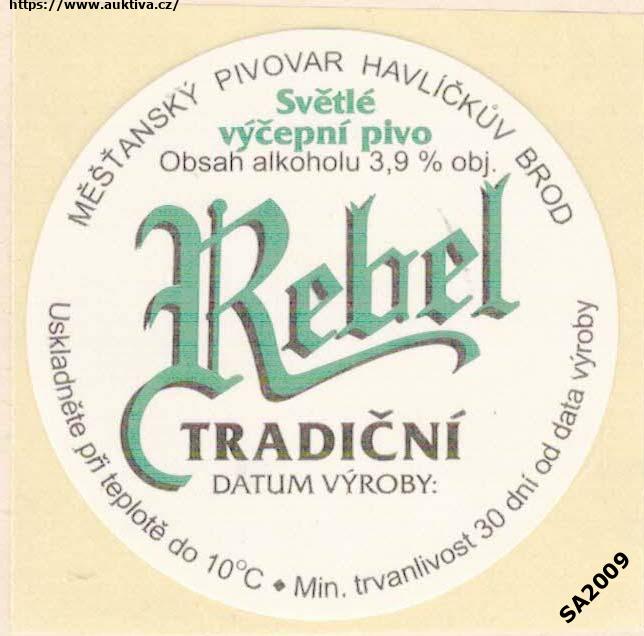 https://www.auktiva.cz/
MĚŠŤANSKÝ PIVOVAR HAVLÍČKŮV BROD
Světlé
výčepní pivo
Obsah alkoholu 3,9 % obj.
Rebel
TRADIČNÍ
DATUM VÝROBY:
Uskladněte při teplotě do 10°C ♦ Min. trvanlivost 30 dní od data výroby
SA2009